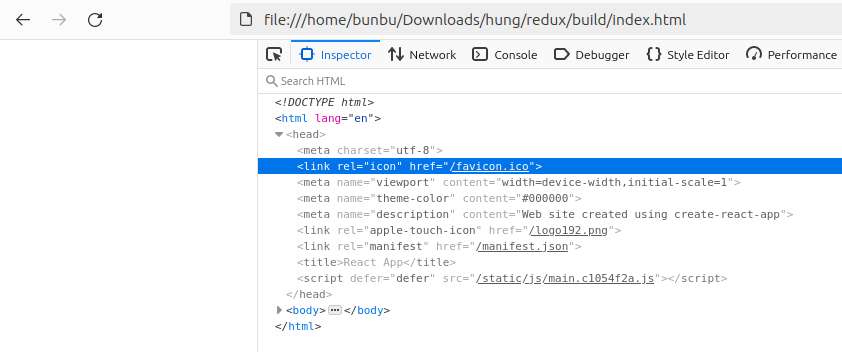 file:///home/bunbu/Downloads/hung/redux/build/index.html
Inspector Network Console Debugger Style Editor Performance
Search HTML
<!DOCTYPE html>
<html lang="en">
<head>
<meta charset="utf-8">
<link rel="icon" href="/favicon.ico">
<meta name="viewport" content="width=device-width,initial-scale=1">
<meta name="theme-color" content="#000000">
<meta name="description" content="Web site created using create-react-app">
<link rel="apple-touch-icon" href="/logo192.png">
<link rel="manifest" href="/manifest.json">
<title>React App</title>
<script defer="defer" src="/static/js/main.c1054f2a.js"></script>
</head>
<body> ⋯ </body>
</html>